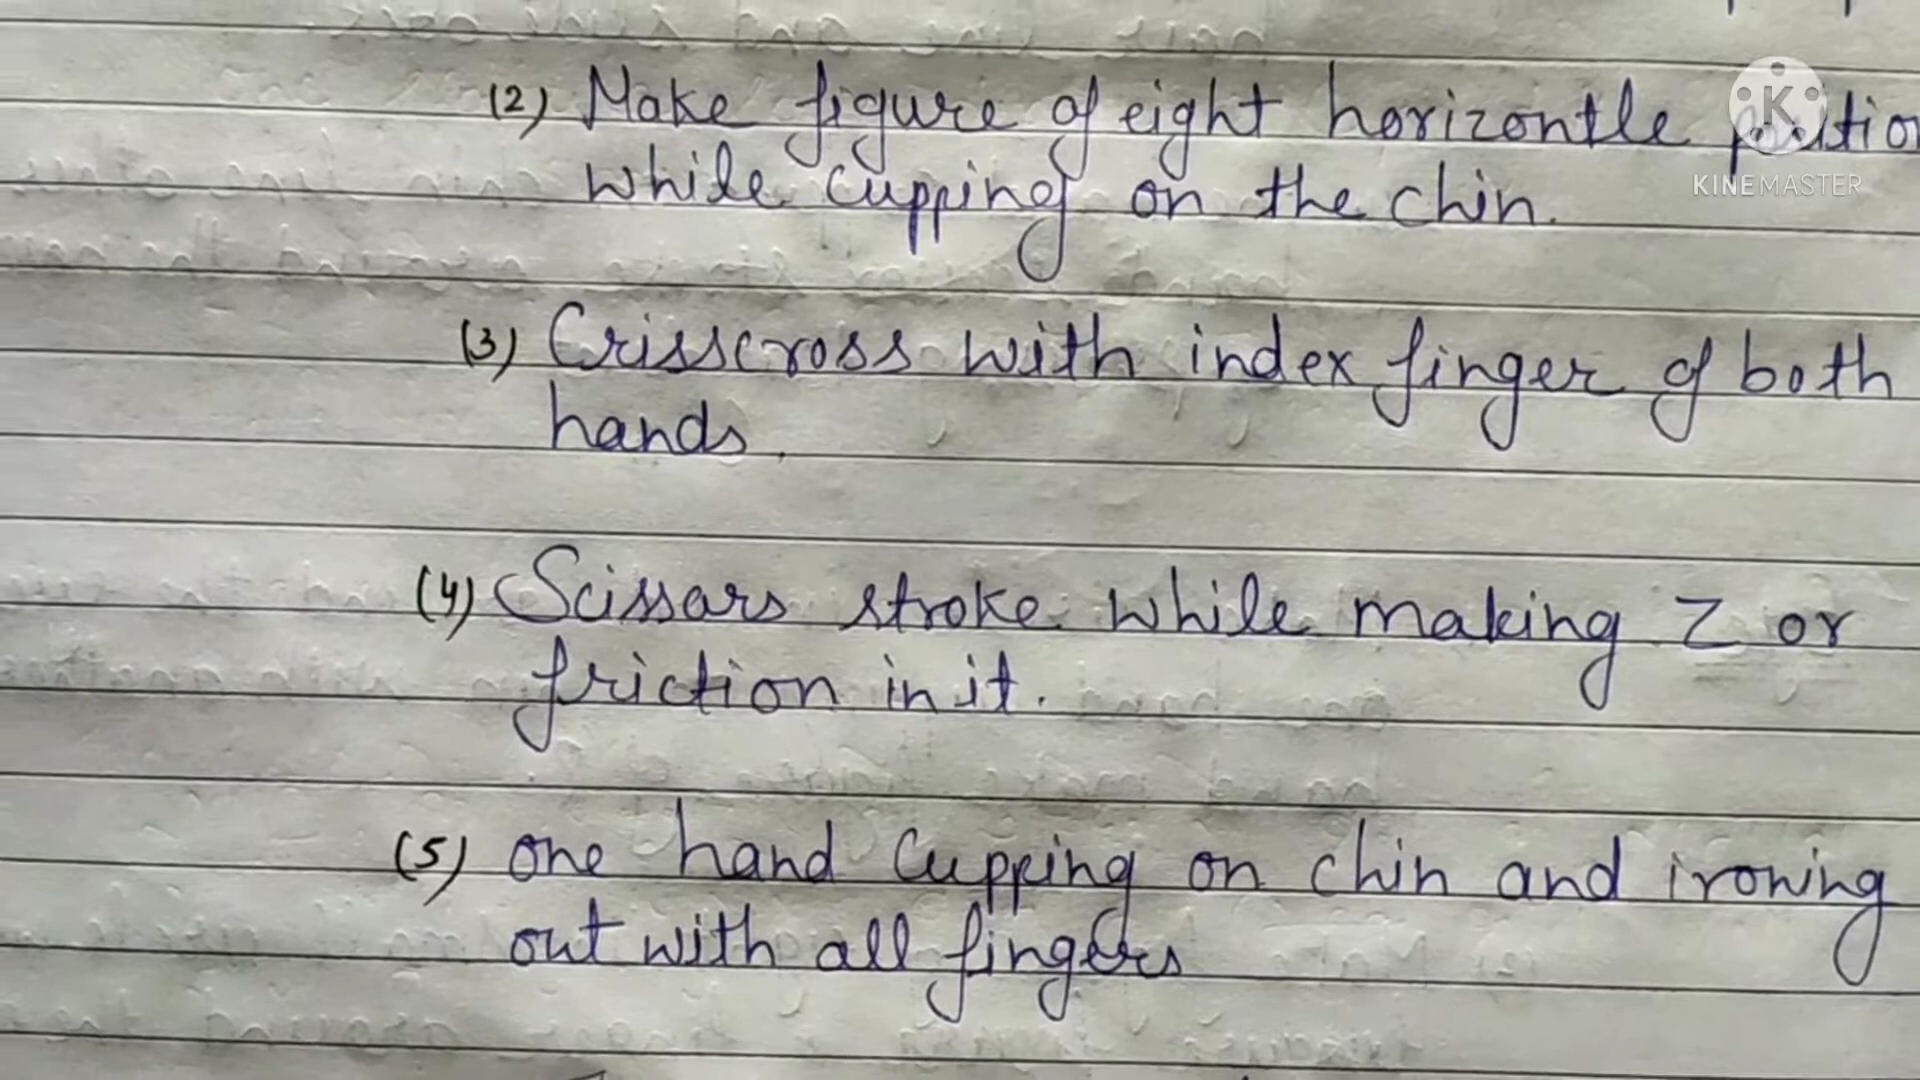 (2) Make figure of eight horizontle
while cupping on the chin.
(3) Crisscross with index finger of both
hands.
(4) Scissars stroke while making Z or
friction in it.
(5) one hand cupping on chin and ironing
out with all fingers
KINEMASTER